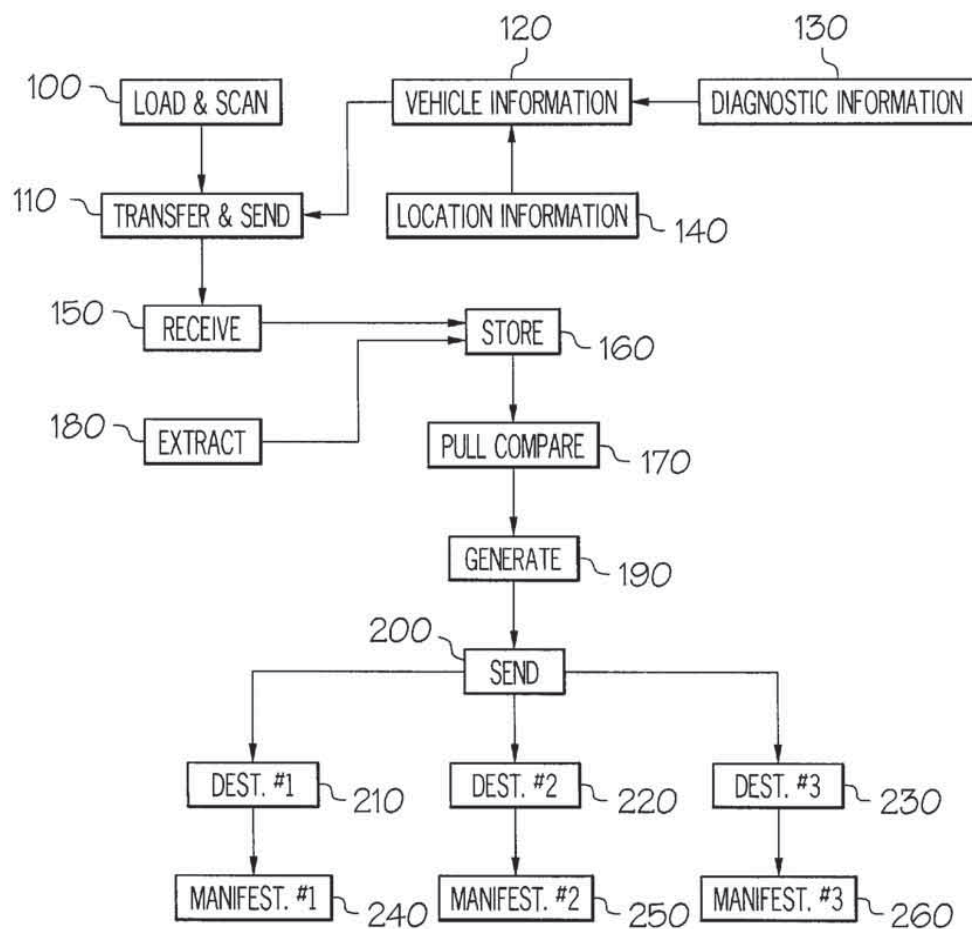 120
130
100
LOAD & SCAN
VEHICLE INFORMATION
DIAGNOSTIC INFORMATION
110
TRANSFER & SEND
LOCATION INFORMATION
140
150
RECEIVE
STORE
160
180
EXTRACT
PULL COMPARE
170
GENERATE
190
200
SEND
DEST. #1
210
DEST. #2
220
DEST. #3
230
MANIFEST. #1
240
MANIFEST. #2
250
MANIFEST. #3
260